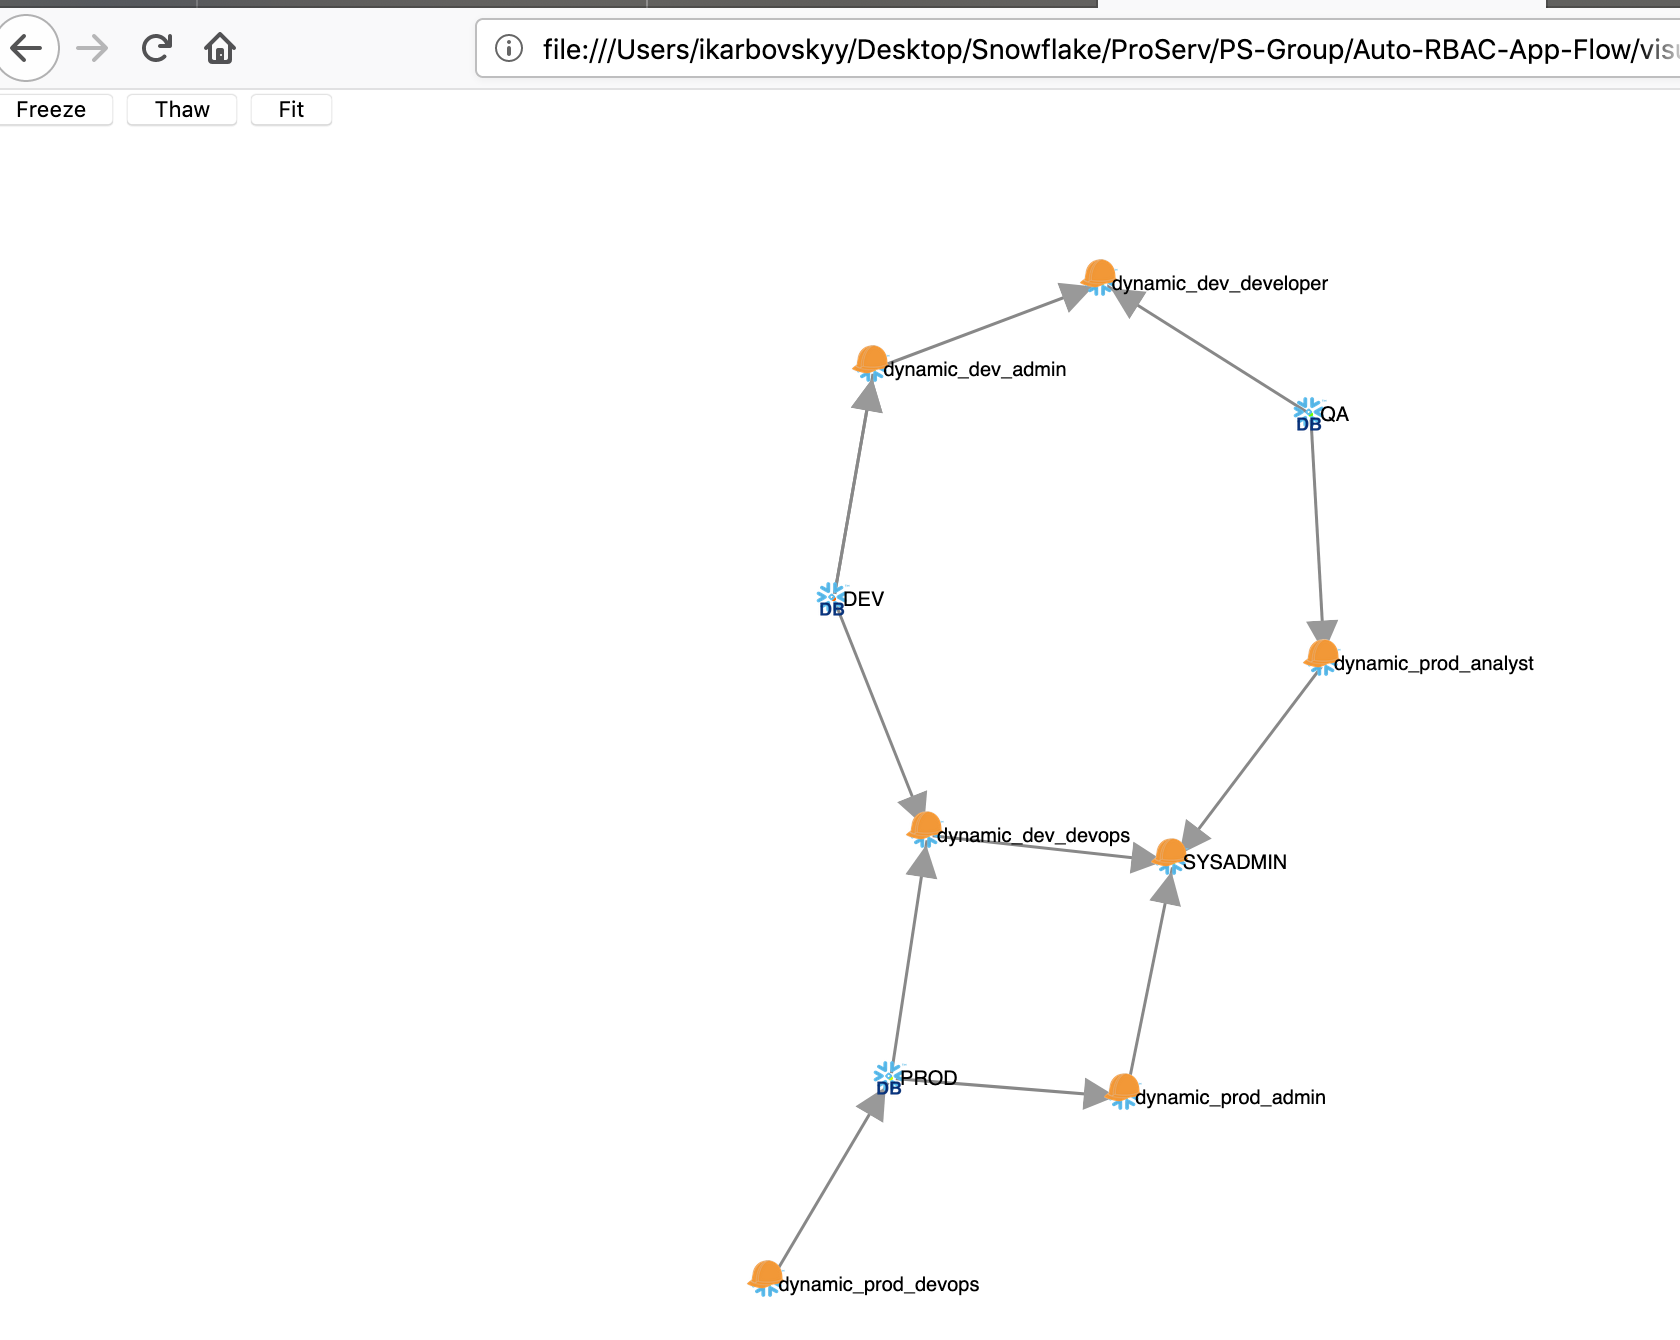 file:///Users/ikarbovskyy/Desktop/Snowflake/ProServ/PS-Group/Auto-RBAC-App-Flow/visu
Freeze
Thaw
Fit
dynamic_dev_developer
dynamic_dev_admin
QA
DB
DEV
DB
dynamic_prod_analyst
dynamic_dev_devops
SYSADMIN
PROD
DB
dynamic_prod_admin
dynamic_prod_devops